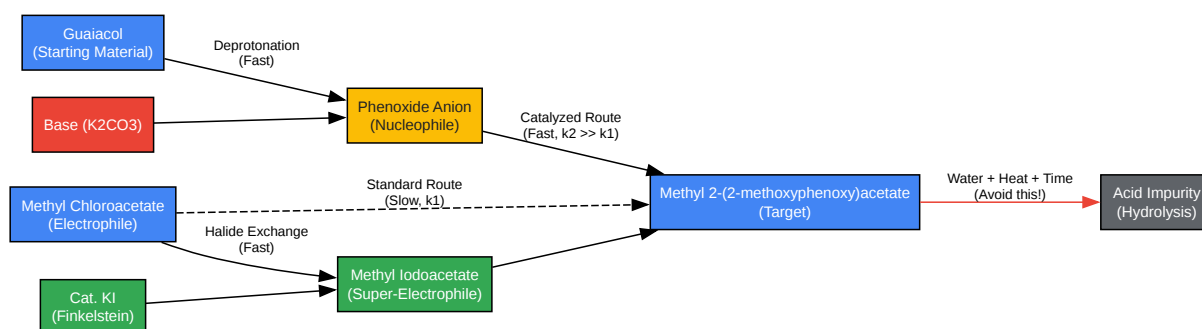 Guaiacol
(Starting Material)
Deprotonation
(Fast)
Base (K2CO3)
Phenoxide Anion
(Nucleophile)
Catalyzed Route
(Fast, k2 >> k1)
Methyl Chloroacetate
(Electrophile)
Standard Route
(Slow, k1)
Halide Exchange
(Fast)
Cat. KI
(Finkelstein)
Methyl Iodoacetate
(Super-Electrophile)
Methyl 2-(2-methoxyphenoxy)acetate
(Target)
Water + Heat + Time
(Avoid this!)
Acid Impurity
(Hydrolysis)